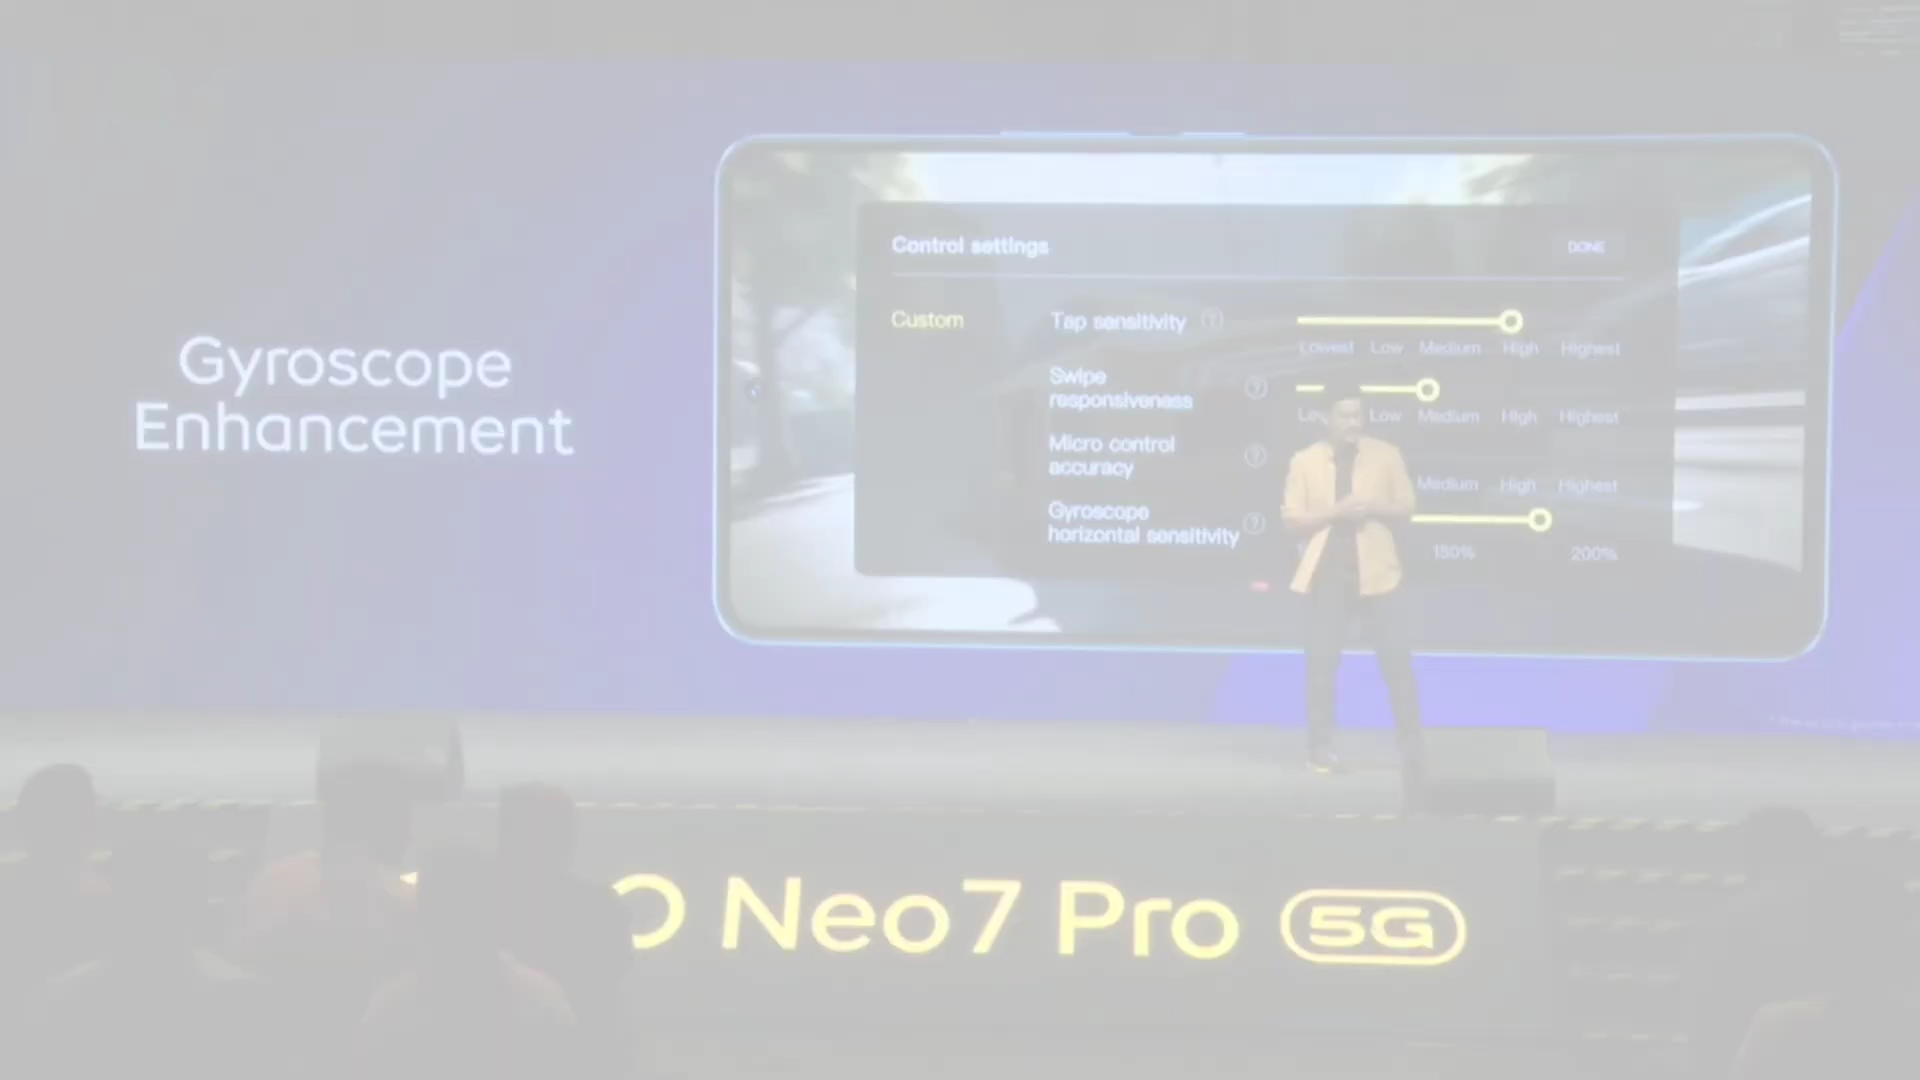 Gyroscope
Enhancement
Control settings
DONE
Custom
Tap sensitivity ?
Lowest Low Medium High Highest
Swipe
responsiveness ?
Low Medium High Highest
Micro control
accuracy ?
Medium High Highest
Gyroscope
horizontal sensitivity ?
150% 200%
O Neo7 Pro 5G